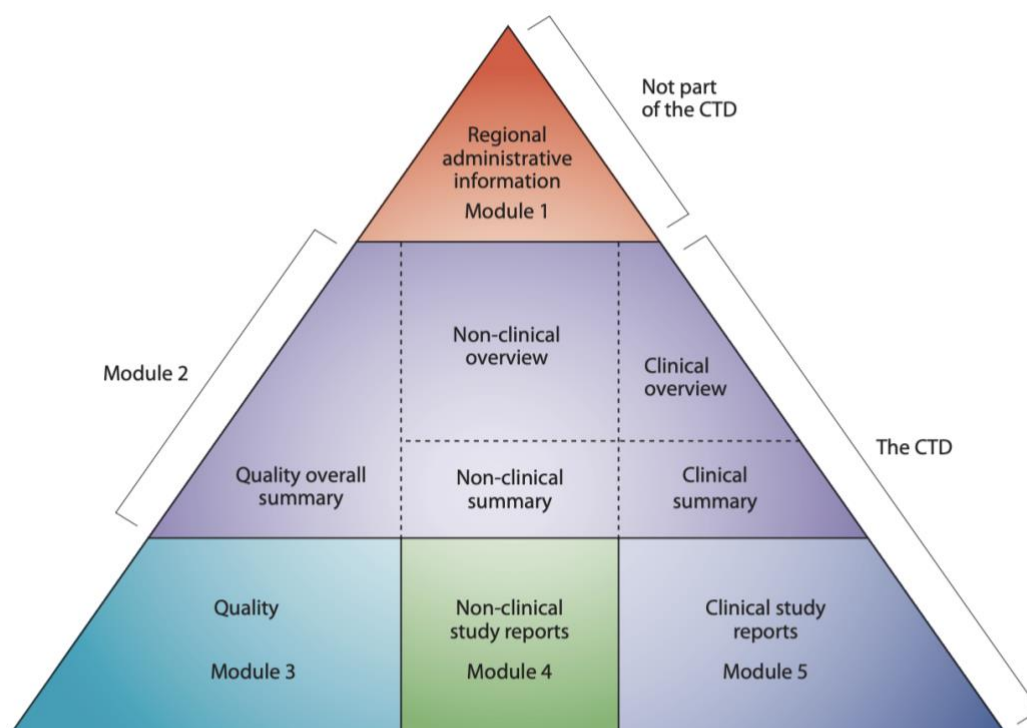 Not part
of the CTD
Regional
administrative
information
Module 1
Module 2
Non-clinical
overview
Clinical
overview
The CTD
Quality overall
summary
Non-clinical
summary
Clinical
summary
Quality
Module 3
Non-clinical
study reports
Module 4
Clinical study
reports
Module 5